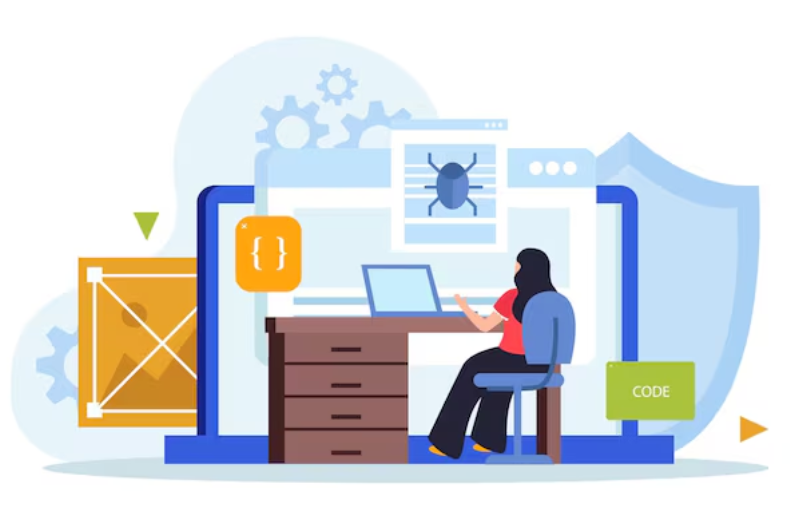 { }
CODE